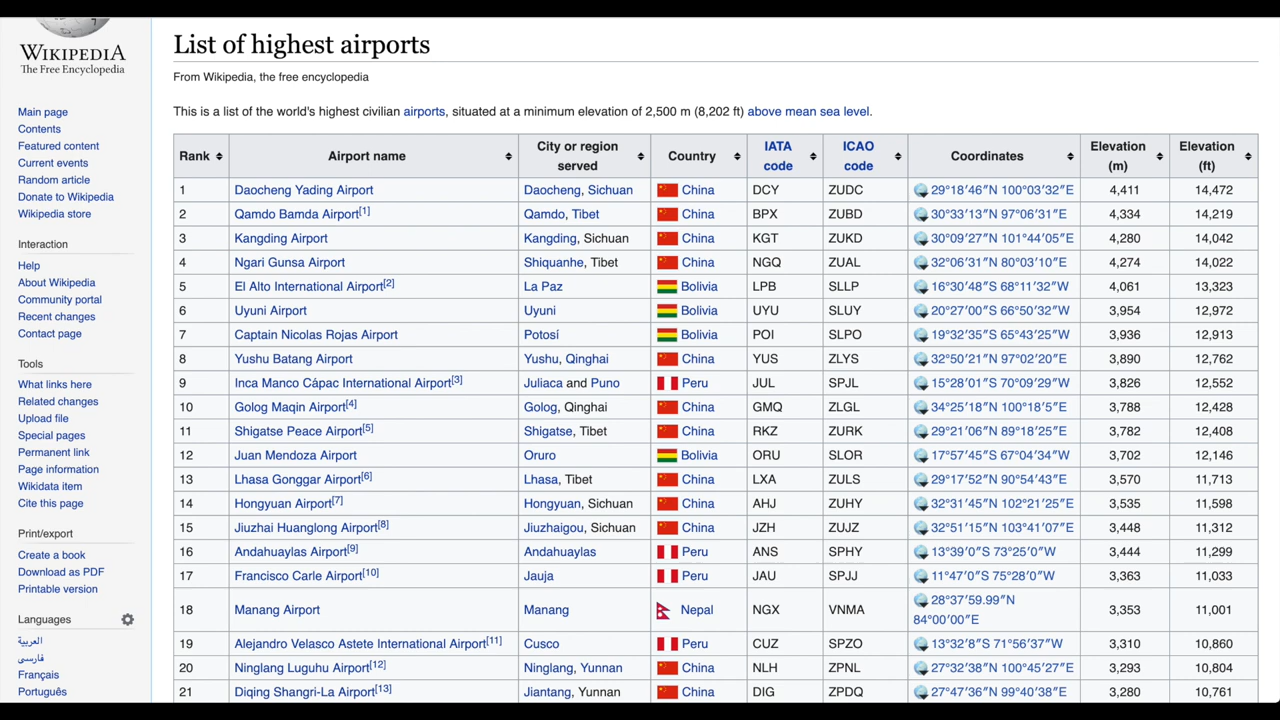 WIKIPEDIA
The Free Encyclopedia
Main page
Contents
Featured content
Current events
Random article
Donate to Wikipedia
Wikipedia store
Interaction
Help
About Wikipedia
Community portal
Recent changes
Contact page
Tools
What links here
Related changes
Upload file
Special pages
Permanent link
Page information
Wikidata item
Cite this page
Print/export
Create a book
Download as PDF
Printable version
Languages
العربية
فارسی
Français
Português
List of highest airports
From Wikipedia, the free encyclopedia
This is a list of the world's highest civilian airports, situated at a minimum elevation of 2,500 m (8,202 ft) above mean sea level.
Rank Airport name City or region served Country IATA code ICAO code Coordinates Elevation (m) Elevation (ft)
1 Daocheng Yading Airport Daocheng, Sichuan China DCY ZUDC 29°18′46″N 100°03′32″E 4,411 14,472
2 Qamdo Bamda Airport[1] Qamdo, Tibet China BPX ZUBD 30°33′13″N 97°06′31″E 4,334 14,219
3 Kangding Airport Kangding, Sichuan China KGT ZUKD 30°09′27″N 101°44′05″E 4,280 14,042
4 Ngari Gunsa Airport Shiquanhe, Tibet China NGQ ZUAL 32°06′31″N 80°03′10″E 4,274 14,022
5 El Alto International Airport[2] La Paz Bolivia LPB SLLP 16°30′48″S 68°11′32″W 4,061 13,323
6 Uyuni Airport Uyuni Bolivia UYU SLUY 20°27′00″S 66°50′32″W 3,954 12,972
7 Captain Nicolas Rojas Airport Potosí Bolivia POI SLPO 19°32′35″S 65°43′25″W 3,936 12,913
8 Yushu Batang Airport Yushu, Qinghai China YUS ZLYS 32°50′21″N 97°02′20″E 3,890 12,762
9 Inca Manco Cápac International Airport[3] Juliaca and Puno Peru JUL SPJL 15°28′01″S 70°09′29″W 3,826 12,552
10 Golog Maqin Airport[4] Golog, Qinghai China GMQ ZLGL 34°25′18″N 100°18′5″E 3,788 12,428
11 Shigatse Peace Airport[5] Shigatse, Tibet China RKZ ZURK 29°21′06″N 89°18′25″E 3,782 12,408
12 Juan Mendoza Airport Oruro Bolivia ORU SLOR 17°57′45″S 67°04′34″W 3,702 12,146
13 Lhasa Gonggar Airport[6] Lhasa, Tibet China LXA ZULS 29°17′52″N 90°54′43″E 3,570 11,713
14 Hongyuan Airport[7] Hongyuan, Sichuan China AHJ ZUHY 32°31′45″N 102°21′25″E 3,535 11,598
15 Jiuzhai Huanglong Airport[8] Jiuzhaigou, Sichuan China JZH ZUJZ 32°51′15″N 103°41′07″E 3,448 11,312
16 Andahuaylas Airport[9] Andahuaylas Peru ANS SPHY 13°39′0″S 73°25′0″W 3,444 11,299
17 Francisco Carle Airport[10] Jauja Peru JAU SPJJ 11°47′0″S 75°28′0″W 3,363 11,033
18 Manang Airport Manang Nepal NGX VNMA 28°37′59.99″N 84°00′00″E 3,353 11,001
19 Alejandro Velasco Astete International Airport[11] Cusco Peru CUZ SPZO 13°32′8″S 71°56′37″W 3,310 10,860
20 Ninglang Luguhu Airport[12] Ninglang, Yunnan China NLH ZPNL 27°32′38″N 100°45′27″E 3,293 10,804
21 Diqing Shangri-La Airport[13] Jiantang, Yunnan China DIG ZPDQ 27°47′36″N 99°40′38″E 3,280 10,761